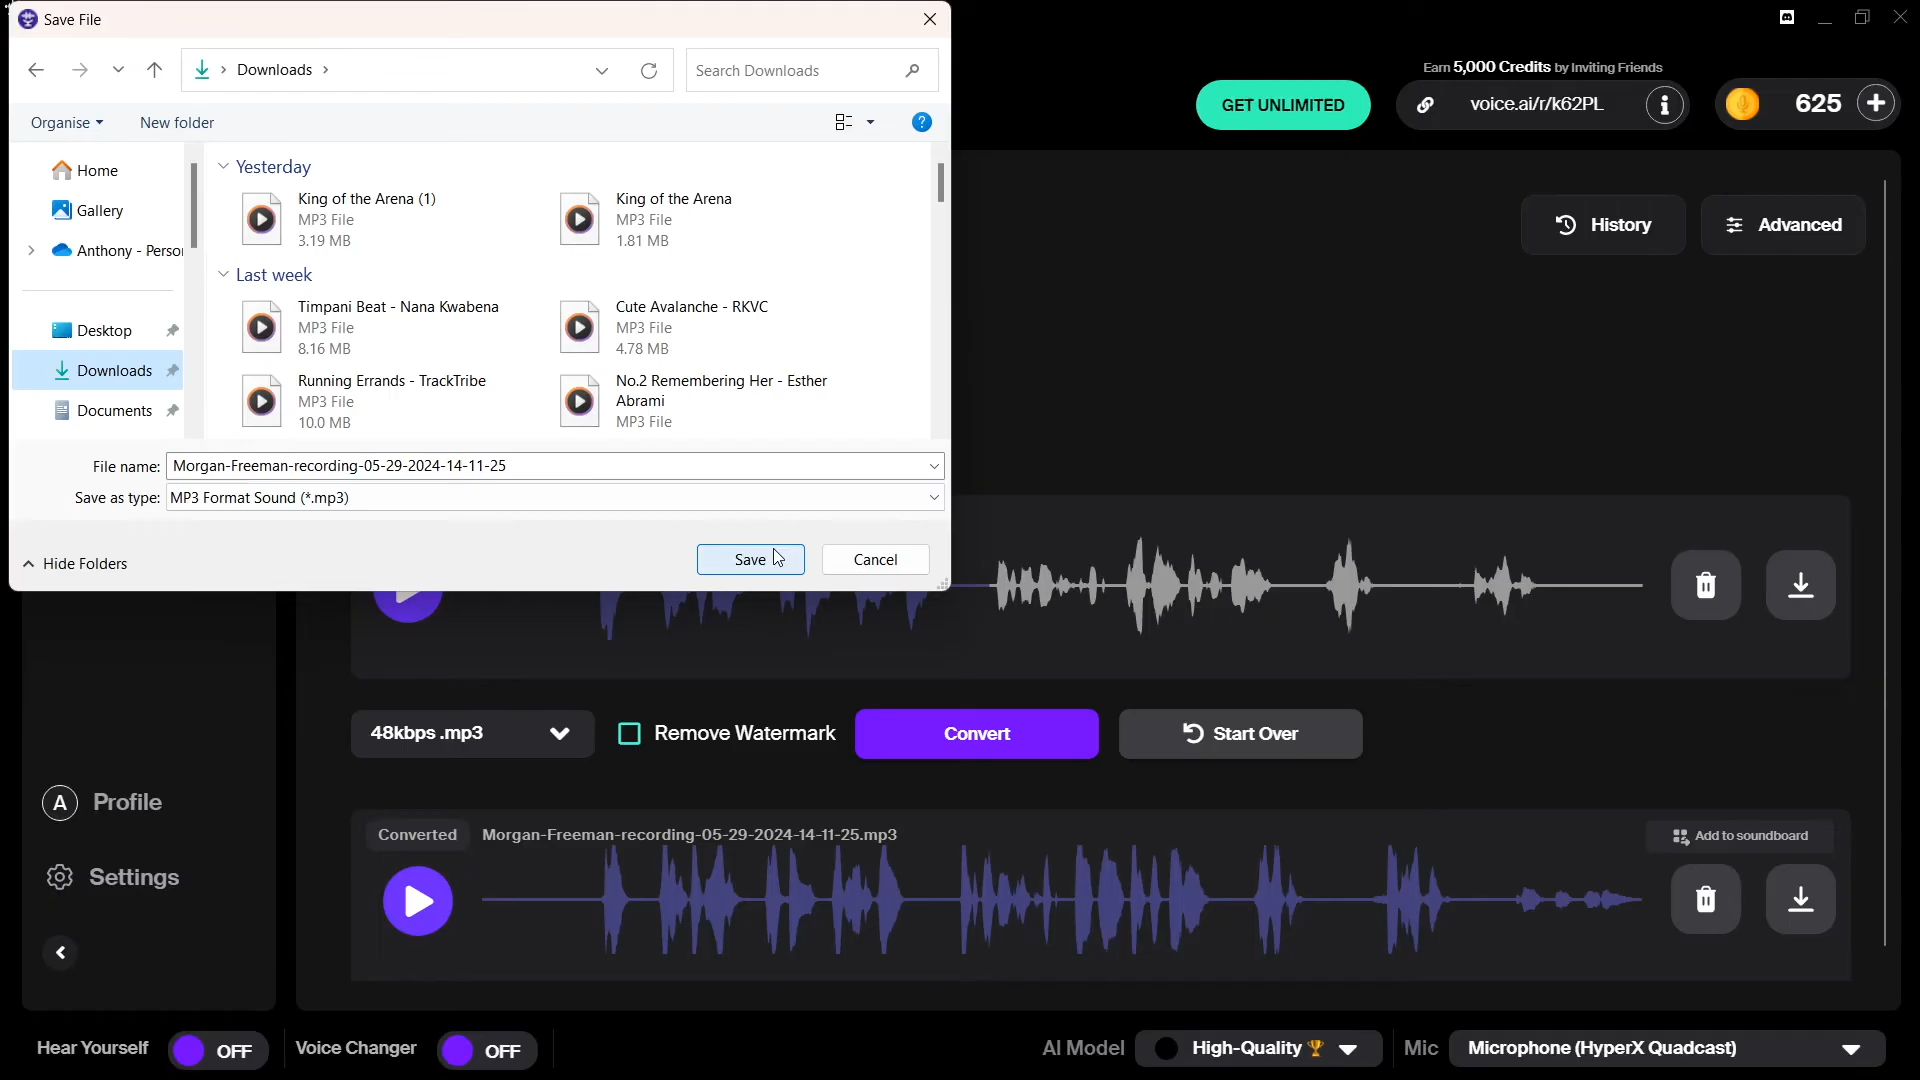 Save File
Downloads
Search Downloads
Organise
New folder
Home
Gallery
Anthony - Perso
Desktop
Downloads
Documents
Yesterday
King of the Arena (1)
MP3 File
3.19 MB
King of the Arena
MP3 File
1.81 MB
Last week
Timpani Beat - Nana Kwabena
MP3 File
8.16 MB
Cute Avalanche - RKVC
MP3 File
4.78 MB
Running Errands - TrackTribe
MP3 File
10.0 MB
No.2 Remembering Her - Esther
Abrami
MP3 File
File name: Morgan-Freeman-recording-05-29-2024-14-11-25
Save as type: MP3 Format Sound (*.mp3)
Hide Folders
Save
Cancel
Earn 5,000 Credits by Inviting Friends
GET UNLIMITED
voice.ai/r/k62PL
625
History
Advanced
48kbps .mp3
Remove Watermark
Convert
Start Over
Profile
A
Settings
Converted
Morgan-Freeman-recording-05-29-2024-14-11-25.mp3
Add to soundboard
Hear Yourself
OFF
Voice Changer
OFF
AI Model
High-Quality
Mic
Microphone (HyperX Quadcast)